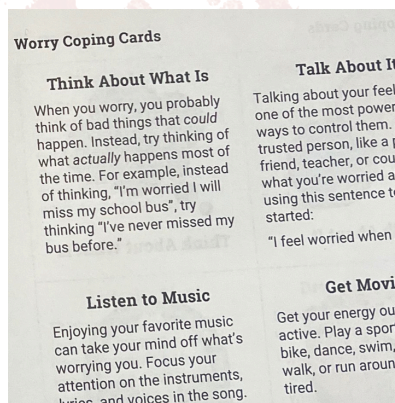 Worry Coping Cards
Think About What Is
When you worry, you probably
think of bad things that could
happen. Instead, try thinking of
what actually happens most of
the time. For example, instead
of thinking, “I’m worried I will
miss my school bus”, try
thinking “I’ve never missed my
bus before.”
Talk About It
Talking about your feel
one of the most power
ways to control them.
trusted person, like a
friend, teacher, or cou
what you’re worried a
using this sentence t
started:
“I feel worried when
Listen to Music
Enjoying your favorite music
can take your mind off what’s
worrying you. Focus your
attention on the instruments,
lyrics, and voices in the song.
Get Movi
Get your energy ou
active. Play a spor
bike, dance, swim,
walk, or run aroun
tired.